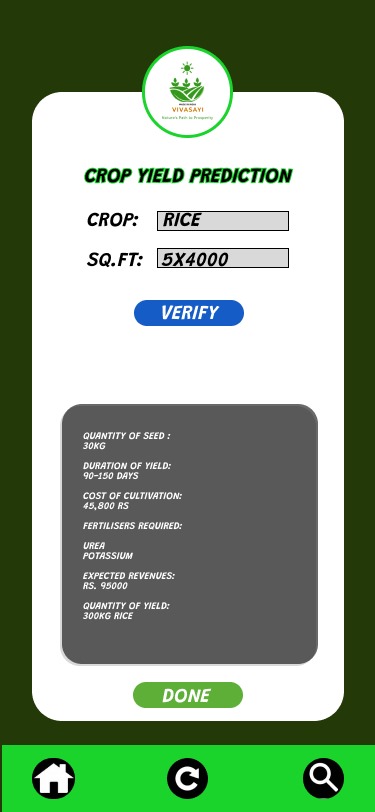 VIVASAYI
Nature's Path to Prosperity
CROP YIELD PREDICTION
CROP: RICE
SQ.FT: 5X4000
VERIFY
QUANTITY OF SEED :
30KG
DURATION OF YIELD:
90-150 DAYS
COST OF CULTIVATION:
45,800 RS
FERTILISERS REQUIRED:
UREA
POTASSIUM
EXPECTED REVENUES:
RS. 95000
QUANTITY OF YIELD:
300KG RICE
DONE